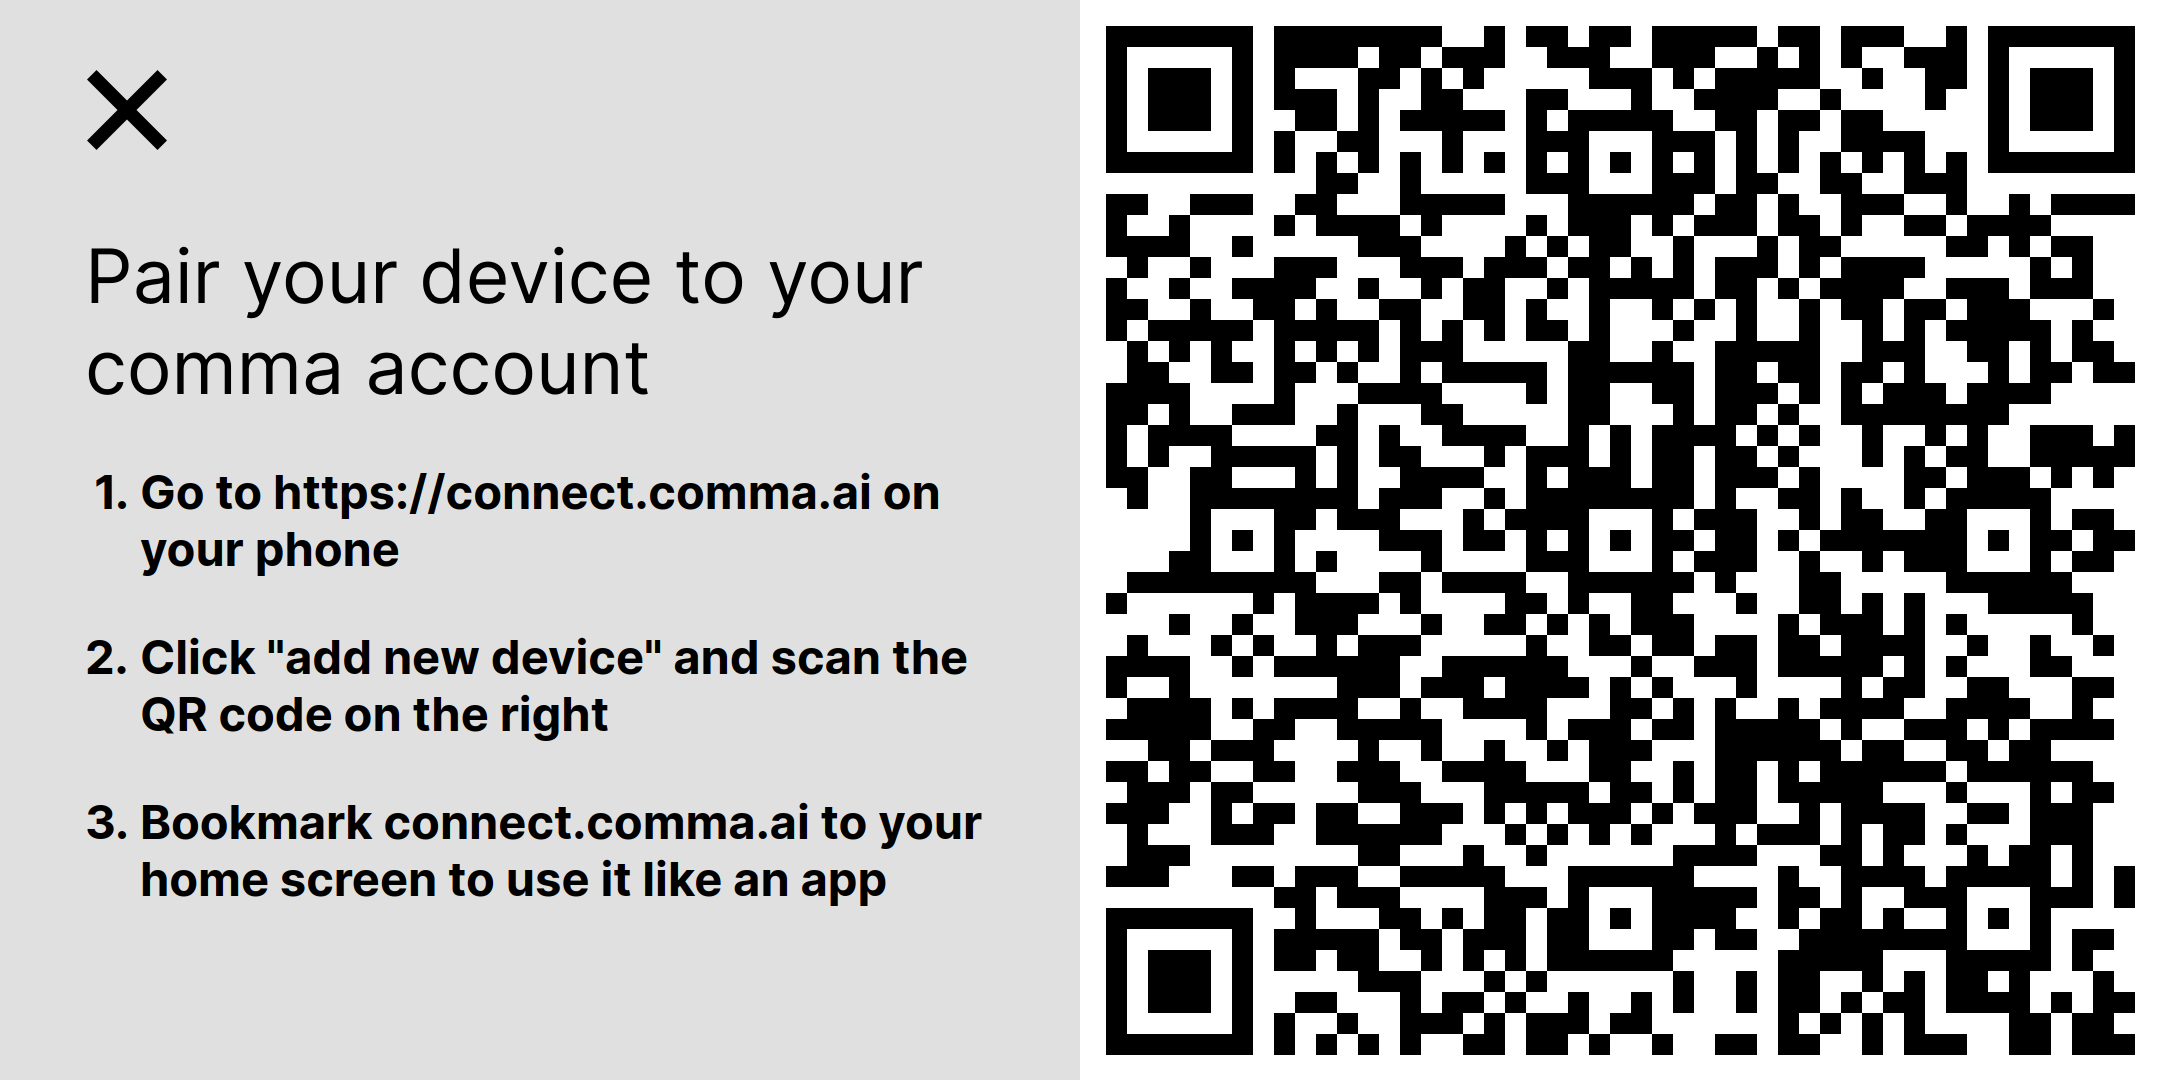 Pair your device to your
comma account
1. Go to https://connect.comma.ai on
your phone
2. Click "add new device" and scan the
QR code on the right
3. Bookmark connect.comma.ai to your
home screen to use it like an app